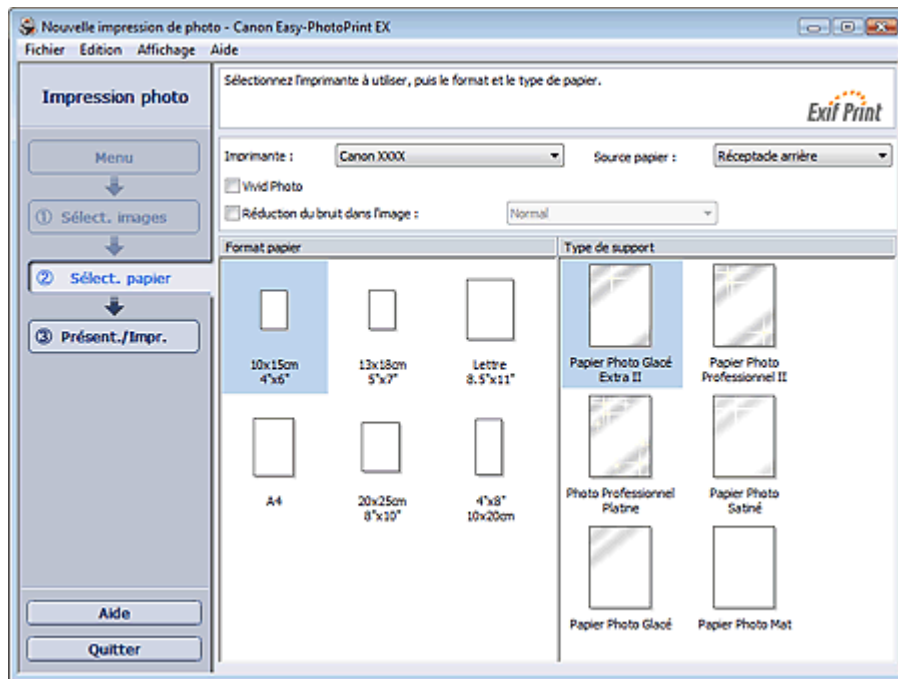 Nouvelle impression de photo - Canon Easy-PhotoPrint EX
Fichier Edition Affichage Aide
Impression photo
Sélectionnez l'imprimante à utiliser, puis le format et le type de papier.
Exif Print
Menu
① Sélect. images
② Sélect. papier
③ Présent./Impr.
Aide
Quitter
Imprimante : Canon XXXX Source papier : Réceptacle arrière
Vivid Photo
Réduction du bruit dans l'image : Normal
Format papier
10x15cm
4"x6"
13x18cm
5"x7"
Lettre
8.5"x11"
A4
20x25cm
8"x10"
4"x8"
10x20cm
Type de support
Papier Photo Glacé
Extra II
Papier Photo
Professionnel II
Photo Professionnel
Platine
Papier Photo
Satiné
Papier Photo Glacé
Papier Photo Mat